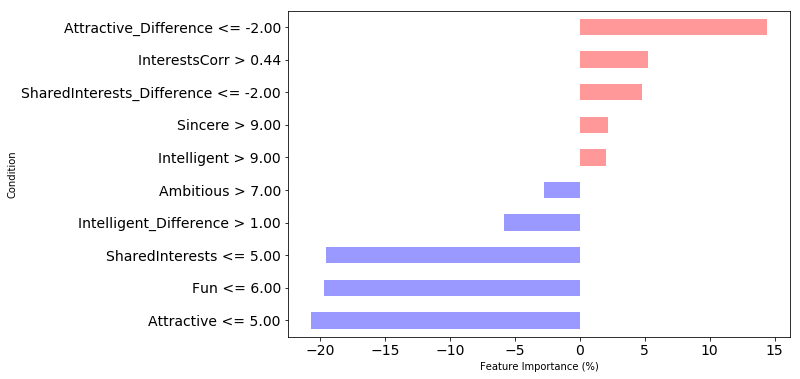 Attractive_Difference <= -2.00
InterestsCorr > 0.44
SharedInterests_Difference <= -2.00
Sincere > 9.00
Intelligent > 9.00
Ambitious > 7.00
Intelligent_Difference > 1.00
SharedInterests <= 5.00
Fun <= 6.00
Attractive <= 5.00
Condition
−20 −15 −10 −5 0 5 10 15
Feature Importance (%)